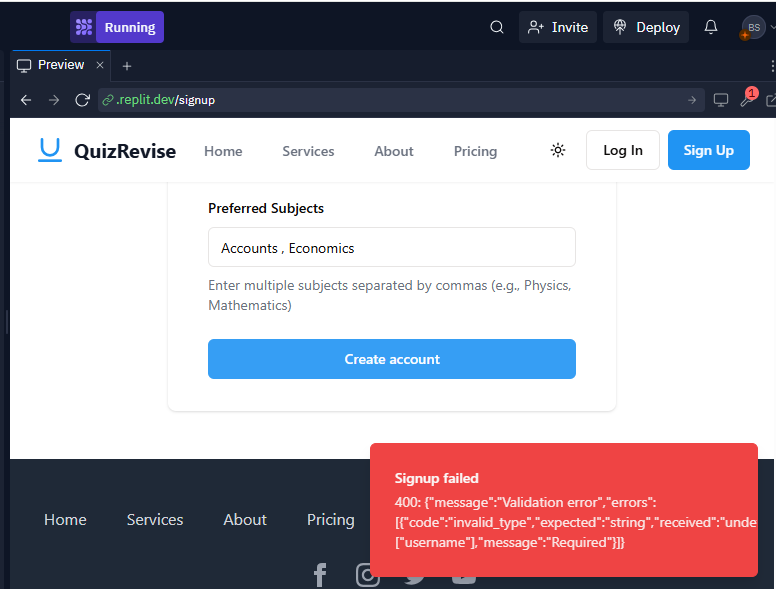 Running
Invite
Deploy
BS
Preview
.replit.dev/signup
1
QuizRevise
Home
Services
About
Pricing
Log In
Sign Up
Preferred Subjects
Accounts , Economics
Enter multiple subjects separated by commas (e.g., Physics,
Mathematics)
Create account
Signup failed
400: {"message":"Validation error","errors":
[{"code":"invalid_type","expected":"string","received":"unde
["username"],"message":"Required"}]}
Home
Services
About
Pricing